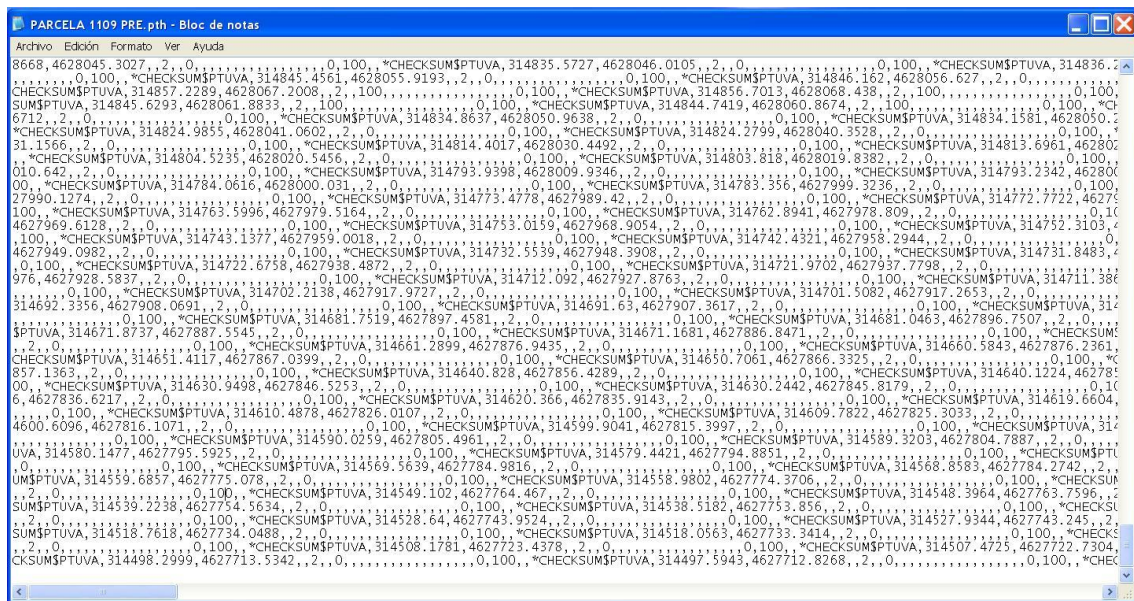 PARCELA 1109 PRE.pth - Bloc de notas
Archivo Edición Formato Ver Ayuda
8668,4628045.3027,,2,,0,,,,,,,,,,,,,,,,0,100,,*CHECKSUM$PTUVA,314835.5727,4628046.0105,,2,,0,,,,,,,,,,,,,,,,0,100,,*CHECKSUM$PTUVA,314836.2
,,,,,,,,0,100,,*CHECKSUM$PTUVA,314845.4561,4628055.9193,,2,,0,,,,,,,,,,,,,,,,0,100,,*CHECKSUM$PTUVA,314846.162,4628056.627,,2,,0,,,,,,,,,
CHECKSUM$PTUVA,314857.2289,4628067.2008,,2,,100,,,,,,,,,,,,,,,,0,100,,*CHECKSUM$PTUVA,314856.7013,4628068.438,,2,,100,,,,,,,,,,,,,,,,0,100,
SUM$PTUVA,314845.6293,4628061.8833,,2,,100,,,,,,,,,,,,,,,,0,100,,*CHECKSUM$PTUVA,314844.7419,4628060.8674,,2,,100,,,,,,,,,,,,,,,,0,100,,*CH
6712,,2,,0,,,,,,,,,,,,,,,,0,100,,*CHECKSUM$PTUVA,314834.8637,4628050.9638,,2,,0,,,,,,,,,,,,,,,,0,100,,*CHECKSUM$PTUVA,314834.1581,4628050.2
*CHECKSUM$PTUVA,314824.9855,4628041.0602,,2,,0,,,,,,,,,,,,,,,,0,100,,*CHECKSUM$PTUVA,314824.2799,4628040.3528,,2,,0,,,,,,,,,,,,,,,,0,100,,*
31.1566,,2,,0,,,,,,,,,,,,,,,,0,100,,*CHECKSUM$PTUVA,314814.4017,4628030.4492,,2,,0,,,,,,,,,,,,,,,,0,100,,*CHECKSUM$PTUVA,314813.6961,462802
,,*CHECKSUM$PTUVA,314804.5235,4628020.5456,,2,,0,,,,,,,,,,,,,,,,0,100,,*CHECKSUM$PTUVA,314803.818,4628019.8382,,2,,0,,,,,,,,,,,,,,,,0,100,,
010.642,,2,,0,,,,,,,,,,,,,,,,0,100,,*CHECKSUM$PTUVA,314793.9398,4628009.9346,,2,,0,,,,,,,,,,,,,,,,0,100,,*CHECKSUM$PTUVA,314793.2342,462800
00,,*CHECKSUM$PTUVA,314784.0616,4628000.031,,2,,0,,,,,,,,,,,,,,,,0,100,,*CHECKSUM$PTUVA,314783.356,4627999.3236,,2,,0,,,,,,,,,,,,,,,,0,100,
27990.1274,,2,,0,,,,,,,,,,,,,,,,0,100,,*CHECKSUM$PTUVA,314773.4778,4627989.42,,2,,0,,,,,,,,,,,,,,,,0,100,,*CHECKSUM$PTUVA,314772.7722,46279
100,,*CHECKSUM$PTUVA,314763.5996,4627979.5164,,2,,0,,,,,,,,,,,,,,,,0,100,,*CHECKSUM$PTUVA,314762.8941,4627978.809,,2,,0,,,,,,,,,,,,,,,,0,10
4627969.6128,,2,,0,,,,,,,,,,,,,,,,0,100,,*CHECKSUM$PTUVA,314753.0159,4627968.9054,,2,,0,,,,,,,,,,,,,,,,0,100,,*CHECKSUM$PTUVA,314752.3103,4
,100,,*CHECKSUM$PTUVA,314743.1377,4627959.0018,,2,,0,,,,,,,,,,,,,,,,0,100,,*CHECKSUM$PTUVA,314742.4321,4627958.2944,,2,,0,,,,,,,,,,,,,,,,0,
4627949.0982,,2,,0,,,,,,,,,,,,,,,,0,100,,*CHECKSUM$PTUVA,314732.5539,4627948.3908,,2,,0,,,,,,,,,,,,,,,,0,100,,*CHECKSUM$PTUVA,314731.8483,4
,0,100,,*CHECKSUM$PTUVA,314722.6758,4627938.4872,,2,,0,,,,,,,,,,,,,,,,0,100,,*CHECKSUM$PTUVA,314721.9702,4627937.7798,,2,,0,,,,,,,,,,,,,,,,
976,4627928.5837,,2,,0,,,,,,,,,,,,,,,,0,100,,*CHECKSUM$PTUVA,314712.092,4627927.8763,,2,,0,,,,,,,,,,,,,,,,0,100,,*CHECKSUM$PTUVA,314711.386
,,,,,,,0,100,,*CHECKSUM$PTUVA,314702.2138,4627917.9727,,2,,0,,,,,,,,,,,,,,,,0,100,,*CHECKSUM$PTUVA,314701.5082,4627917.2653,,2,,0,,,,,,,,,,
314692.3356,4627908.0691,,2,,0,,,,,,,,,,,,,,,,0,100,,*CHECKSUM$PTUVA,314691.63,4627907.3617,,2,,0,,,,,,,,,,,,,,,,0,100,,*CHECKSUM$PTUVA,314
,,,,,,,,,,0,100,,*CHECKSUM$PTUVA,314681.7519,4627897.4581,,2,,0,,,,,,,,,,,,,,,,0,100,,*CHECKSUM$PTUVA,314681.0463,4627896.7507,,2,,0,,,,,,,
$PTUVA,314671.8737,4627887.5545,,2,,0,,,,,,,,,,,,,,,,0,100,,*CHECKSUM$PTUVA,314671.1681,4627886.8471,,2,,0,,,,,,,,,,,,,,,,0,100,,*CHECKSUM$
,,2,,0,,,,,,,,,,,,,,,,0,100,,*CHECKSUM$PTUVA,314661.2899,4627876.9435,,2,,0,,,,,,,,,,,,,,,,0,100,,*CHECKSUM$PTUVA,314660.5843,4627876.2361,
CHECKSUM$PTUVA,314651.4117,4627867.0399,,2,,0,,,,,,,,,,,,,,,,0,100,,*CHECKSUM$PTUVA,314650.7061,4627866.3325,,2,,0,,,,,,,,,,,,,,,,0,100,,*C
857.1363,,2,,0,,,,,,,,,,,,,,,,0,100,,*CHECKSUM$PTUVA,314640.828,4627856.4289,,2,,0,,,,,,,,,,,,,,,,0,100,,*CHECKSUM$PTUVA,314640.1224,462785
00,,*CHECKSUM$PTUVA,314630.9498,4627846.5253,,2,,0,,,,,,,,,,,,,,,,0,100,,*CHECKSUM$PTUVA,314630.2442,4627845.8179,,2,,0,,,,,,,,,,,,,,,,0,10
6,4627836.6217,,2,,0,,,,,,,,,,,,,,,,0,100,,*CHECKSUM$PTUVA,314620.366,4627835.9143,,2,,0,,,,,,,,,,,,,,,,0,100,,*CHECKSUM$PTUVA,314619.6604,
,,,,,0,100,,*CHECKSUM$PTUVA,314610.4878,4627826.0107,,2,,0,,,,,,,,,,,,,,,,0,100,,*CHECKSUM$PTUVA,314609.7822,4627825.3033,,2,,0,,,,,,,,,,,,
4600.6096,4627816.1071,,2,,0,,,,,,,,,,,,,,,,0,100,,*CHECKSUM$PTUVA,314599.9041,4627815.3997,,2,,0,,,,,,,,,,,,,,,,0,100,,*CHECKSUM$PTUVA,314
,,,,,,,,,,0,100,,*CHECKSUM$PTUVA,314590.0259,4627805.4961,,2,,0,,,,,,,,,,,,,,,,0,100,,*CHECKSUM$PTUVA,314589.3203,4627804.7887,,2,,0,,,,,,,
UVA,314580.1477,4627795.5925,,2,,0,,,,,,,,,,,,,,,,0,100,,*CHECKSUM$PTUVA,314579.4421,4627794.8851,,2,,0,,,,,,,,,,,,,,,,0,100,,*CHECKSUM$PTU
,0,,,,,,,,,,,,,,,,0,100,,*CHECKSUM$PTUVA,314569.5639,4627784.9816,,2,,0,,,,,,,,,,,,,,,,0,100,,*CHECKSUM$PTUVA,314568.8583,4627784.2742,,2,,
UM$PTUVA,314559.6857,4627775.078,,2,,0,,,,,,,,,,,,,,,,0,100,,*CHECKSUM$PTUVA,314558.9802,4627774.3706,,2,,0,,,,,,,,,,,,,,,,0,100,,*CHECKSUM
,,2,,0,,,,,,,,,,,,,,,,0,100,,*CHECKSUM$PTUVA,314549.102,4627764.467,,2,,0,,,,,,,,,,,,,,,,0,100,,*CHECKSUM$PTUVA,314548.3964,4627763.7596,,2
SUM$PTUVA,314539.2238,4627754.5634,,2,,0,,,,,,,,,,,,,,,,0,100,,*CHECKSUM$PTUVA,314538.5182,4627753.856,,2,,0,,,,,,,,,,,,,,,,0,100,,*CHECKSU
,,2,,0,,,,,,,,,,,,,,,,0,100,,*CHECKSUM$PTUVA,314528.64,4627743.9524,,2,,0,,,,,,,,,,,,,,,,0,100,,*CHECKSUM$PTUVA,314527.9344,4627743.245,,2,
SUM$PTUVA,314518.7618,4627734.0488,,2,,0,,,,,,,,,,,,,,,,0,100,,*CHECKSUM$PTUVA,314518.0563,4627733.3414,,2,,0,,,,,,,,,,,,,,,,0,100,,*CHECKS
,,2,,0,,,,,,,,,,,,,,,,0,100,,*CHECKSUM$PTUVA,314508.1781,4627723.4378,,2,,0,,,,,,,,,,,,,,,,0,100,,*CHECKSUM$PTUVA,314507.4725,4627722.7304,
CKSUM$PTUVA,314498.2999,4627713.5342,,2,,0,,,,,,,,,,,,,,,,0,100,,*CHECKSUM$PTUVA,314497.5943,4627712.8268,,2,,0,,,,,,,,,,,,,,,,0,100,,*CHEC